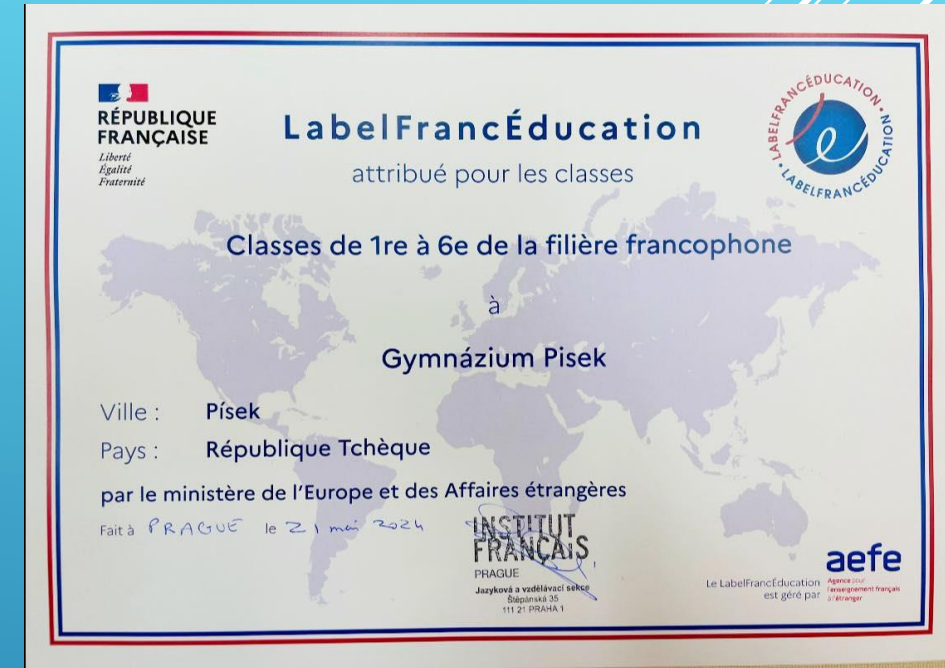 RÉPUBLIQUE
FRANÇAISE
Liberté
Égalité
Fraternité
LabelFrancÉducation
attribué pour les classes
LABELFRANCÉDUCATION • LABELFRANCÉDUCATION •
Classes de 1re à 6e de la filière francophone
à
Gymnázium Pisek
Ville : Písek
Pays : République Tchèque
par le ministère de l'Europe et des Affaires étrangères
Fait à PRAGUE le 21 mai 2024
INSTITUT
FRANÇAIS
PRAGUE
Jazyková a vzdělávací sekce
Štěpánská 35
111 21 PRAHA 1
Le LabelFrancÉducation
est géré par
aefe
Agence pour
l'enseignement français
à l'étranger